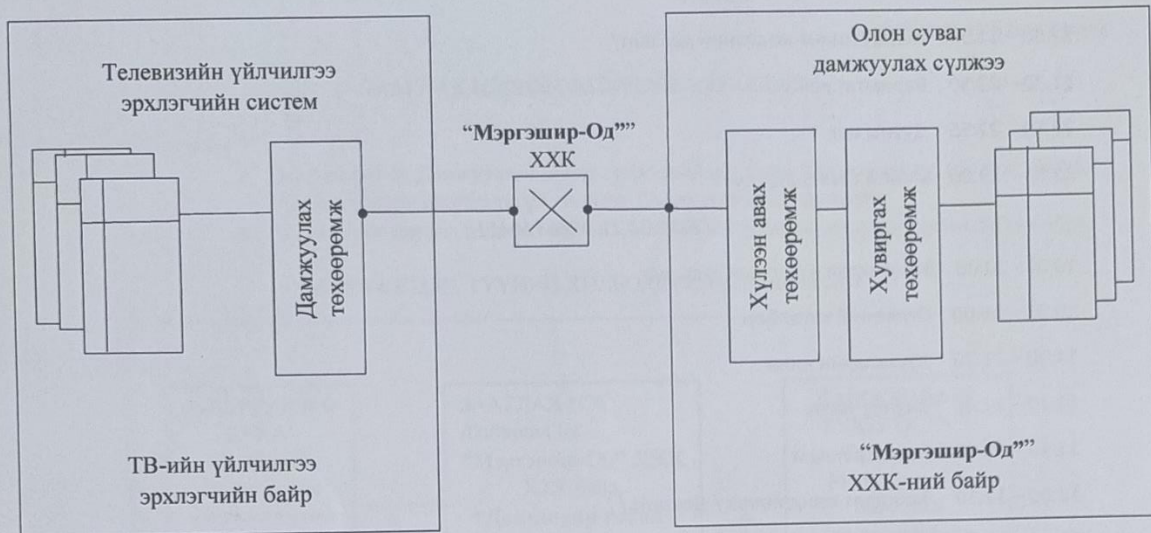 Телевизийн үйлчилгээ
эрхлэгчийн систем
Дамжуулах
төхөөрөмж
ТВ-ийн үйлчилгээ
эрхлэгчийн байр
“Мэргэшир-Од””
ХХК
Олон суваг
дамжуулах сүлжээ
Хүлээн авах
төхөөрөмж
Хувиргах
төхөөрөмж
“Мэргэшир-Од””
ХХК-ний байр